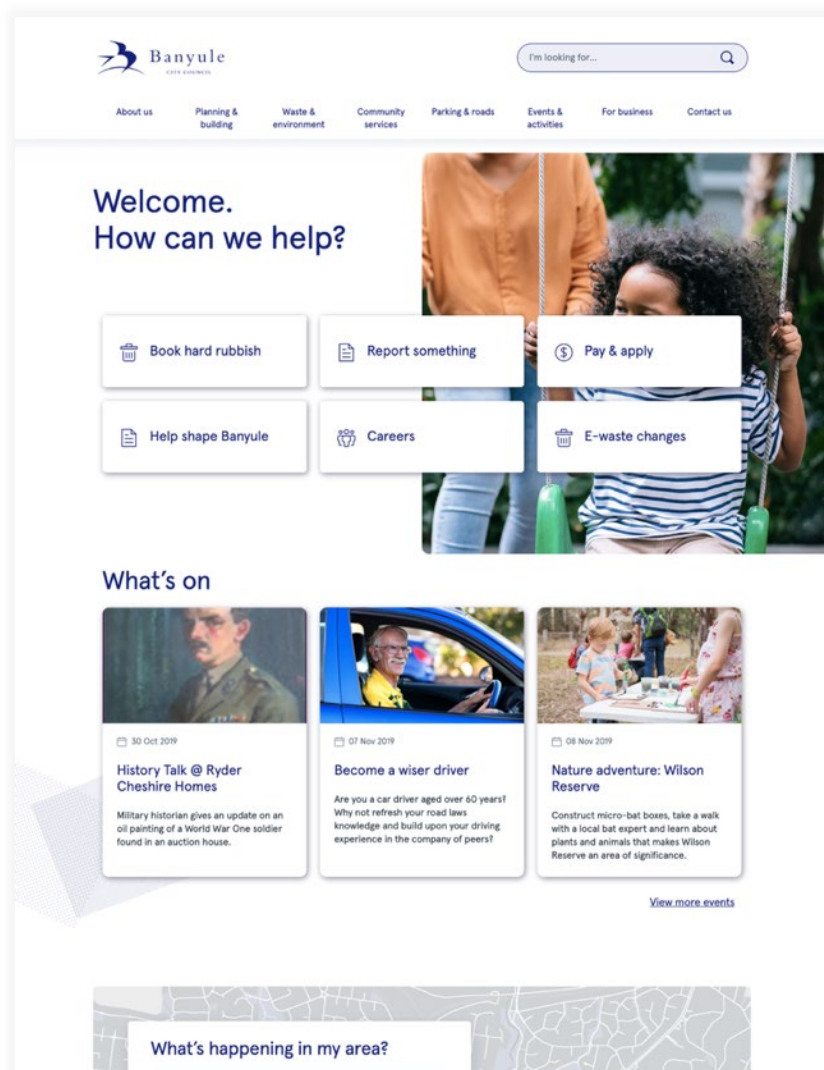 Banyule
CITY COUNCIL
I'm looking for...
About us
Planning &
building
Waste &
environment
Community
services
Parking & roads
Events &
activities
For business
Contact us
Welcome.
How can we help?
Book hard rubbish
Report something
Pay & apply
Help shape Banyule
Careers
E-waste changes
What's on
30 Oct 2019
History Talk @ Ryder
Cheshire Homes
Military historian gives an update on an
oil painting of a World War One soldier
found in an auction house.
07 Nov 2019
Become a wiser driver
Are you a car driver aged over 60 years?
Why not refresh your road laws
knowledge and build upon your driving
experience in the company of peers?
08 Nov 2019
Nature adventure: Wilson
Reserve
Construct micro-bat boxes, take a walk
with a local bat expert and learn about
plants and animals that makes Wilson
Reserve an area of significance.
View more events
What's happening in my area?